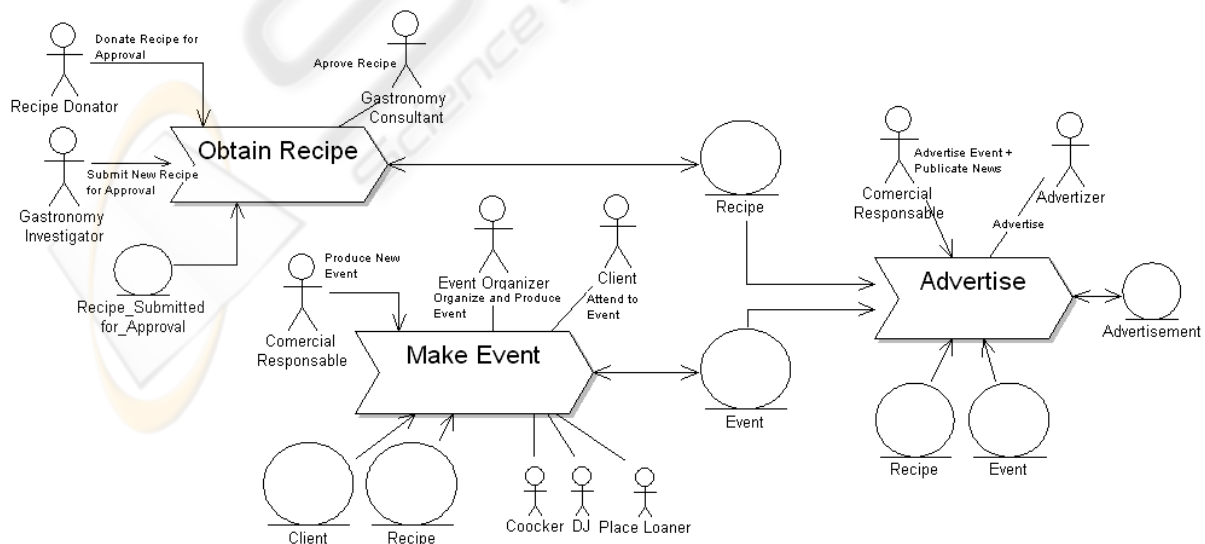 Donate Recipe for
Approval
Recipe Donator
Aprove Recipe
Gastronomy
Consultant
Obtain Recipe
Submit New Recipe
for Approval
Gastronomy
Investigator
Recipe_Submitted
for_Approval
Recipe
Advertise Event +
Publicate News
Comercial
Responsable
Advertizer
Advertise
Advertise
Advertisement
Recipe
Event
Produce New
Event
Comercial
Responsable
Event Organizer
Organize and Produce
Event
Client
Attend to
Event
Make Event
Event
Client
Recipe
Coocker
DJ
Place Loaner
Science